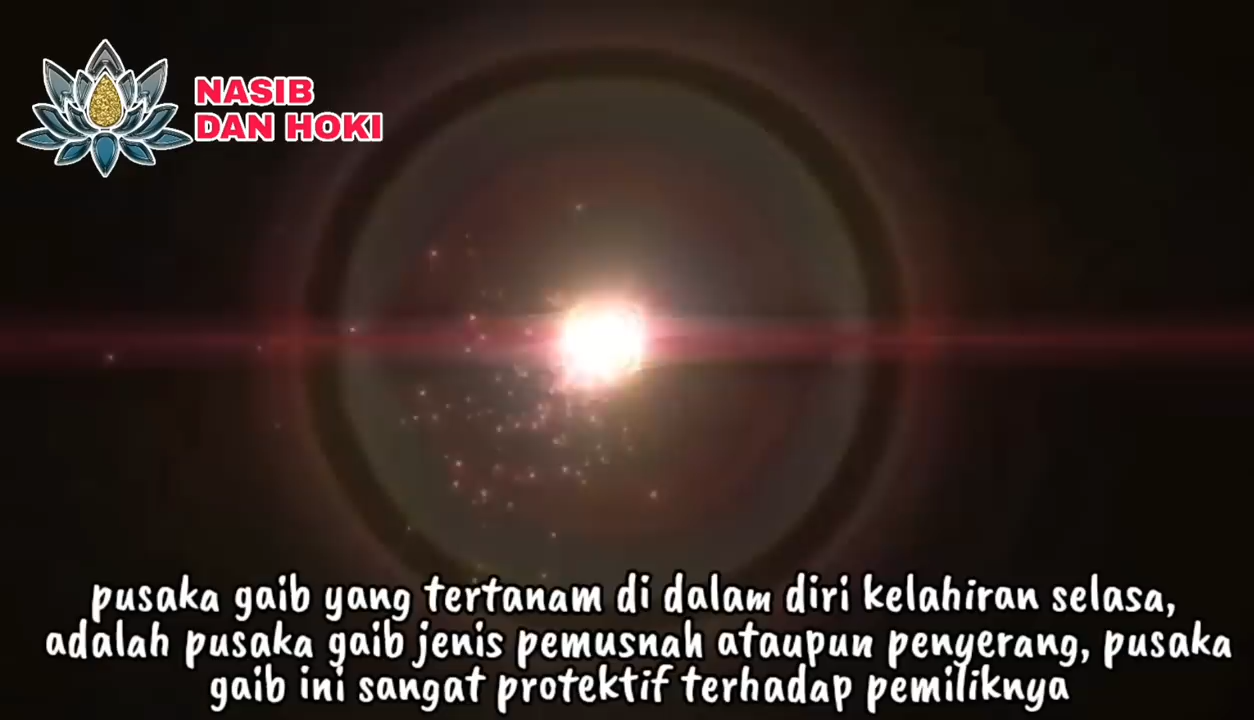 NASIB
DAN HOKI
pusaka gaib yang tertanam di dalam diri kelahiran selasa,
adalah pusaka gaib jenis pemusnah ataupun penyerang, pusaka
gaib ini sangat protektif terhadap pemiliknya